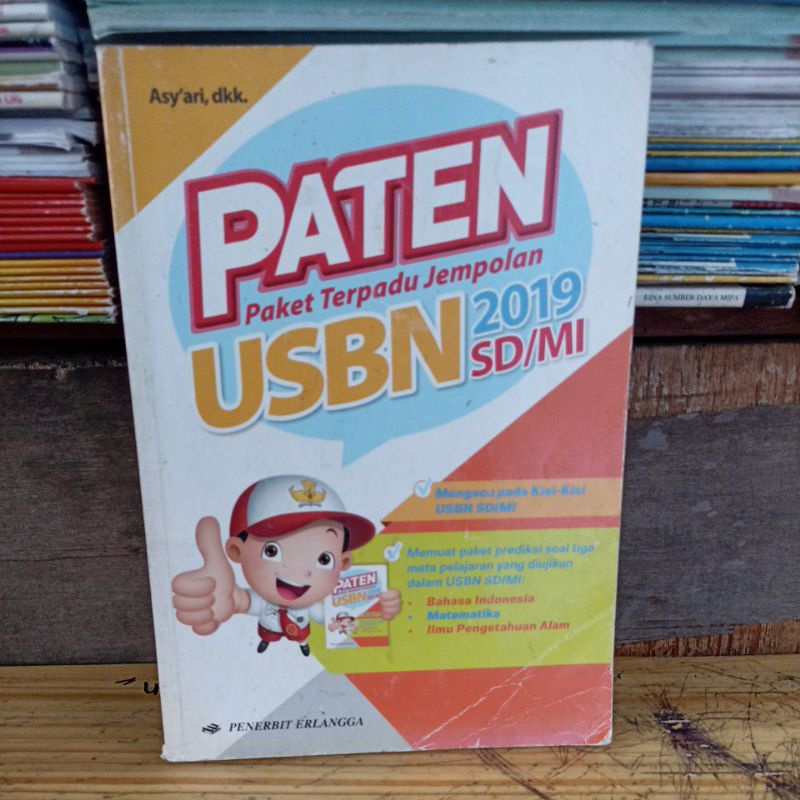 Asy'ari, dkk.
PATEN
Paket Terpadu Jempolan
USBN 2019
SD/MI
Mengacu pada Kisi-Kisi
USBN SD/MI
Memuat paket prediksi soal tiga
mata pelajaran yang diujikan
dalam USBN SD/MI:
• Bahasa Indonesia
• Matematika
• Ilmu Pengetahuan Alam
PATEN
USBN
PENERBIT ERLANGGA
BINA SUMBER DAYA MIPA